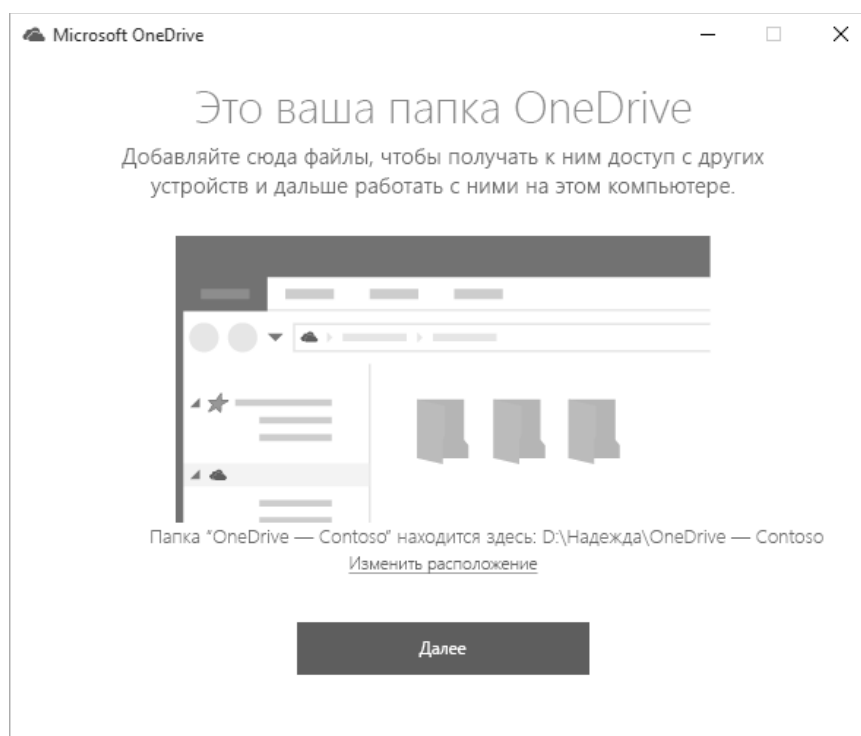 Microsoft OneDrive
Это ваша папка OneDrive
Добавляйте сюда файлы, чтобы получать к ним доступ с других
устройств и дальше работать с ними на этом компьютере.
Папка "OneDrive — Contoso" находится здесь: D:\Надежда\OneDrive — Contoso
Изменить расположение
Далее